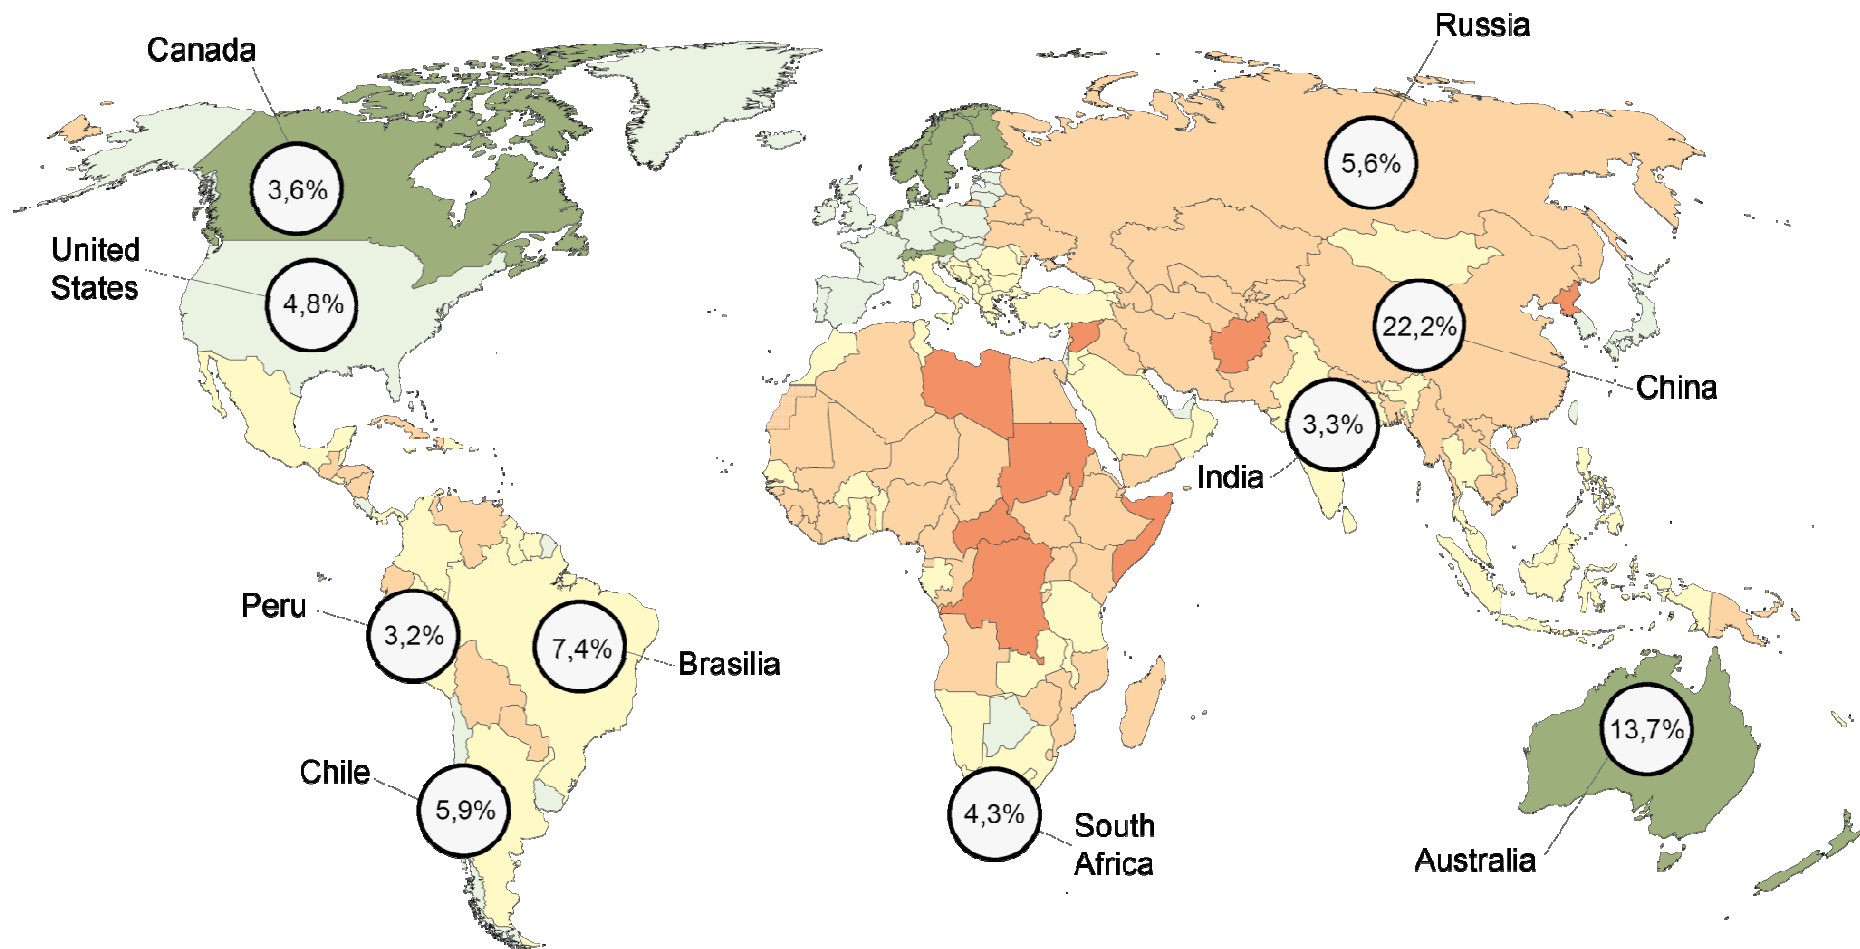 Russia
Canada
5,6%
3,6%
United
States
4,8%
22,2%
China
3,3%
India
Peru
3,2%
7,4%
Brasilia
13,7%
Chile
5,9%
4,3%
South
Africa
Australia